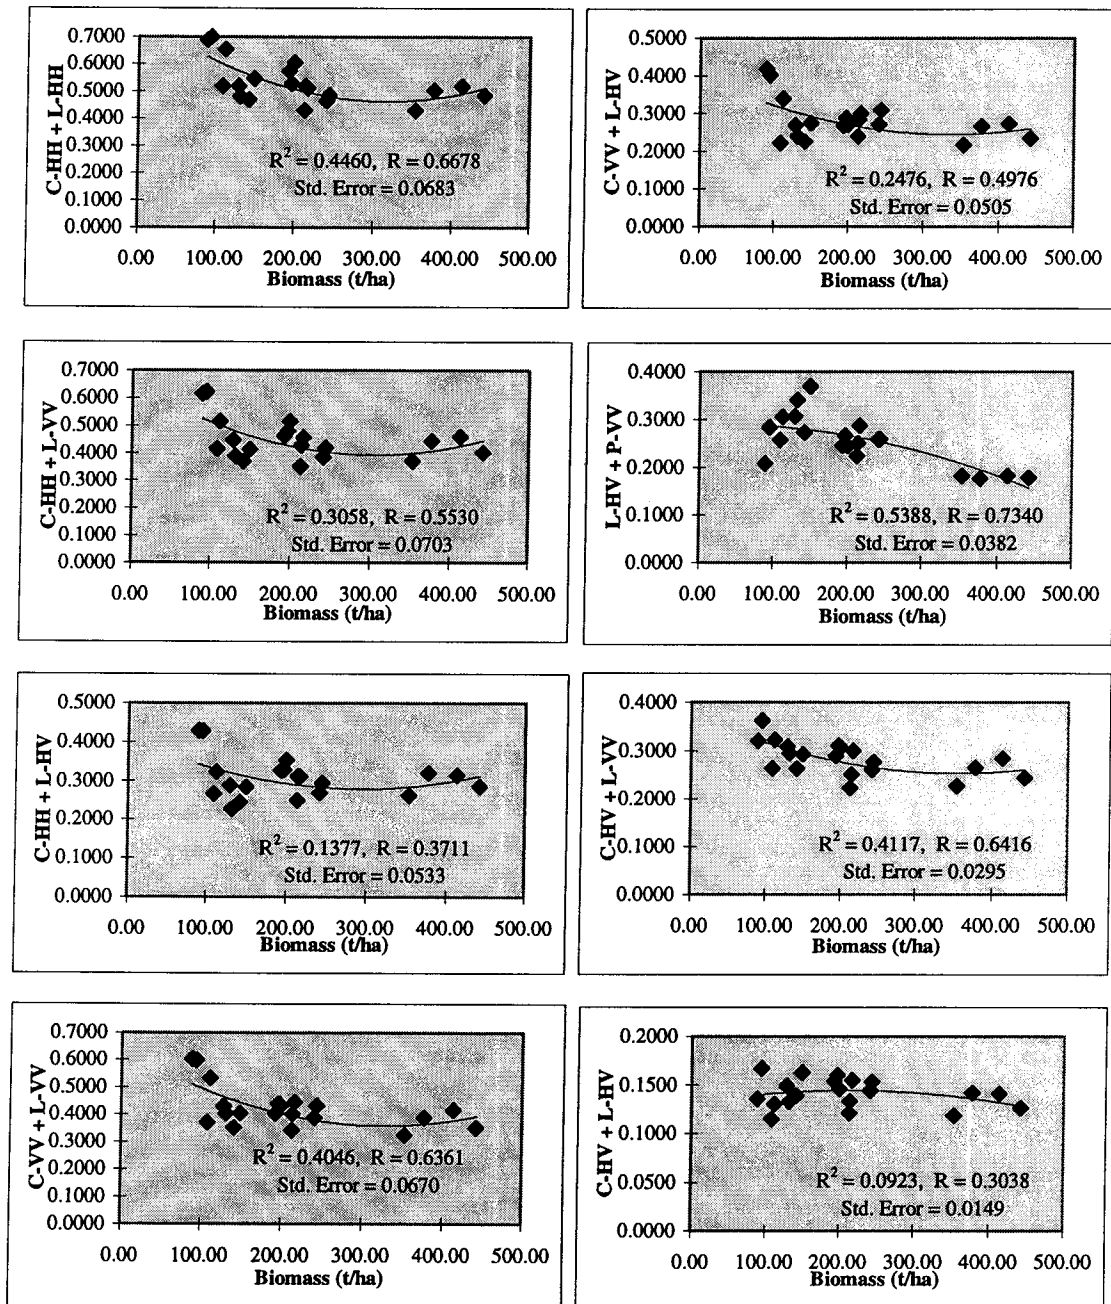 C-HH + L-HH
0.7000
0.6000
0.5000
0.4000
0.3000
0.2000
0.1000
0.0000
R2 = 0.4460, R = 0.6678
Std. Error = 0.0683
0.00 100.00 200.00 300.00 400.00 500.00
Biomass (t/ha)
C-VV + L-HV
0.5000
0.4000
0.3000
0.2000
0.1000
0.0000
R2 = 0.2476, R = 0.4976
Std. Error = 0.0505
0.00 100.00 200.00 300.00 400.00 500.00
Biomass (t/ha)
C-HH + L-VV
0.7000
0.6000
0.5000
0.4000
0.3000
0.2000
0.1000
0.0000
R2 = 0.3058, R = 0.5530
Std. Error = 0.0703
0.00 100.00 200.00 300.00 400.00 500.00
Biomass (t/ha)
L-HV + P-VV
0.4000
0.3000
0.2000
0.1000
0.0000
R2 = 0.5388, R = 0.7340
Std. Error = 0.0382
0.00 100.00 200.00 300.00 400.00 500.00
Biomass (t/ha)
C-HH + L-HV
0.5000
0.4000
0.3000
0.2000
0.1000
0.0000
R2 = 0.1377, R = 0.3711
Std. Error = 0.0533
0.00 100.00 200.00 300.00 400.00 500.00
Biomass (t/ha)
C-HV + L-VV
0.4000
0.3000
0.2000
0.1000
0.0000
R2 = 0.4117, R = 0.6416
Std. Error = 0.0295
0.00 100.00 200.00 300.00 400.00 500.00
Biomass (t/ha)
C-VV + L-VV
0.7000
0.6000
0.5000
0.4000
0.3000
0.2000
0.1000
0.0000
R2 = 0.4046, R = 0.6361
Std. Error = 0.0670
0.00 100.00 200.00 300.00 400.00 500.00
Biomass (t/ha)
C-HV + L-HV
0.2000
0.1500
0.1000
0.0500
0.0000
R2 = 0.0923, R = 0.3038
Std. Error = 0.0149
0.00 100.00 200.00 300.00 400.00 500.00
Biomass (t/ha)